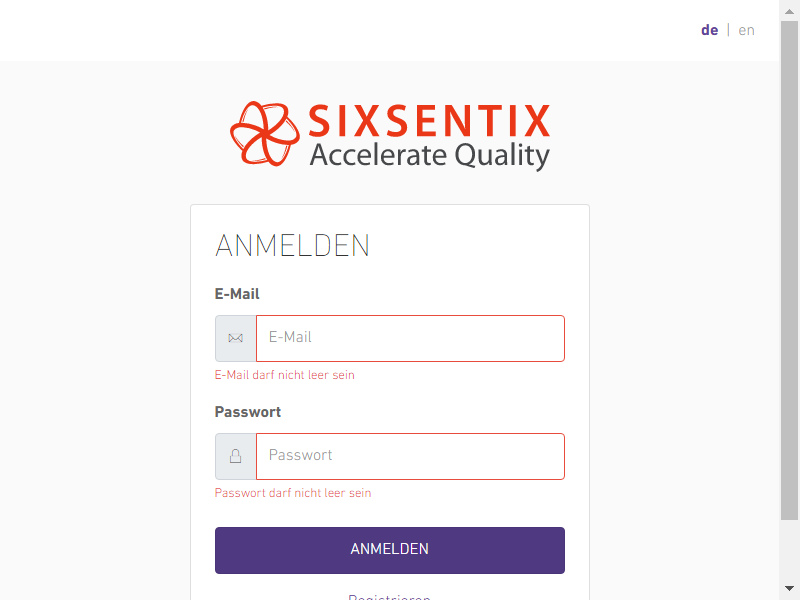 de | en
SIXSENTIX
Accelerate Quality
ANMELDEN
E-Mail
E-Mail
E-Mail darf nicht leer sein
Passwort
Passwort
Passwort darf nicht leer sein
ANMELDEN
Registrieren